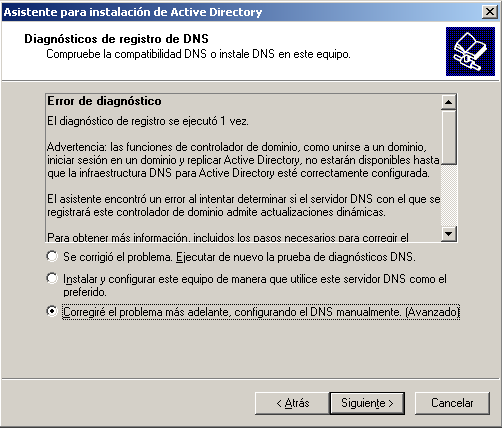 Asistente para instalación de Active Directory
Diagnósticos de registro de DNS
Compruebe la compatibilidad DNS o instale DNS en este equipo.
Error de diagnóstico
El diagnóstico de registro se ejecutó 1 vez.
Advertencia: las funciones de controlador de dominio, como unirse a un dominio,
iniciar sesión en un dominio y replicar Active Directory, no estarán disponibles hasta
que la infraestructura DNS para Active Directory esté correctamente configurada.
El asistente encontró un error al intentar determinar si el servidor DNS con el que se
registrará este controlador de dominio admite actualizaciones dinámicas.
Para obtener más información, incluidos los pasos necesarios para corregir el
Se corrigió el problema. Ejecutar de nuevo la prueba de diagnósticos DNS.
Instalar y configurar este equipo de manera que utilice este servidor DNS como el
preferido.
Corregiré el problema más adelante, configurando el DNS manualmente. (Avanzado)
< Atrás
Siguiente >
Cancelar